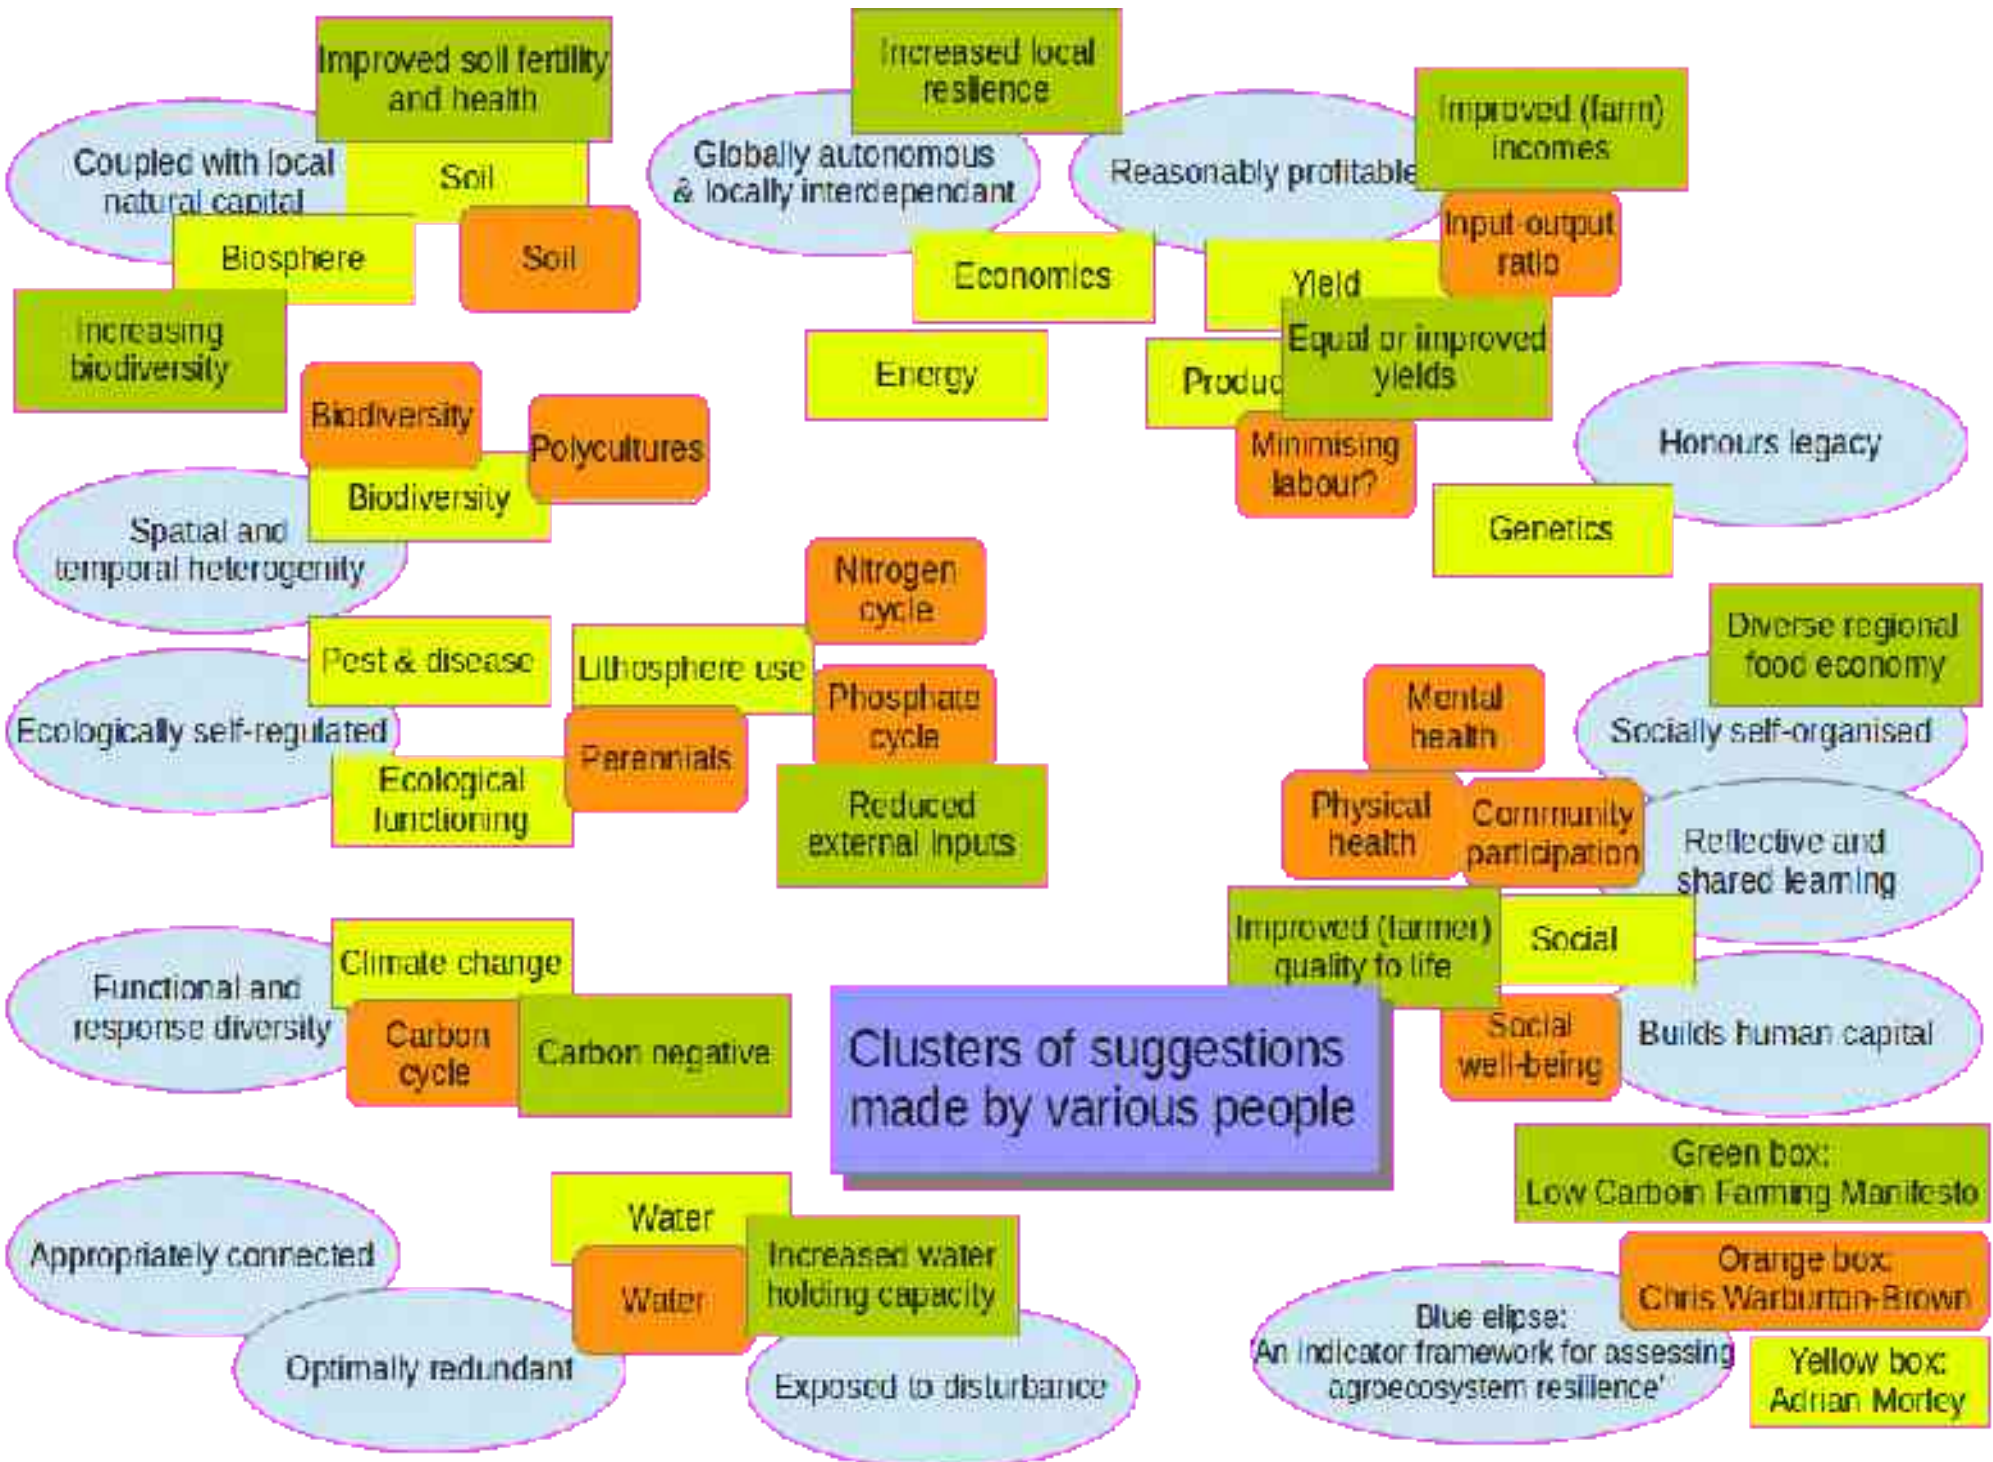 Improved soil fertility
and health
Coupled with local
natural capital
Soil
Biosphere
Soil
Increasing
biodiversity
Increased local
reslience
Globally autonomous
& locally interdependant
Reasonably profitable
Improved (farm)
incomes
Input-output
ratio
Economics
Yield
Energy
Equal or improved
yields
Minimising
labour?
Honours legacy
Genetics
Biodiversity
Polycultures
Biodiversity
Spatial and
temporal heterogenity
Nitrogen
cycle
Pest & disease
Lithosphere use
Phosphate
cycle
Ecologically self-regulated
Perennials
Ecological
functioning
Reduced
external inputs
Diverse regional
food economy
Mental
health
Socially self-organised
Physical
health
Community
participation
Reflective and
shared learning
Improved (farmer)
quality fo life
Social
Social
well-being
Builds human capital
Climate change
Functional and
response diversity
Carbon
cycle
Carbon negative
Clusters of suggestions
made by various people
Water
Appropriately connected
Water
Increased water
holding capacity
Optimally redundant
Exposed to disturbance
Green box:
Low Carboin Farming Manifesto
Orange box:
Chris Warburton-Brown
Blue elipse:
'An indicator framework for assessing
agroecosystem resilience'
Yellow box:
Adrian Morley